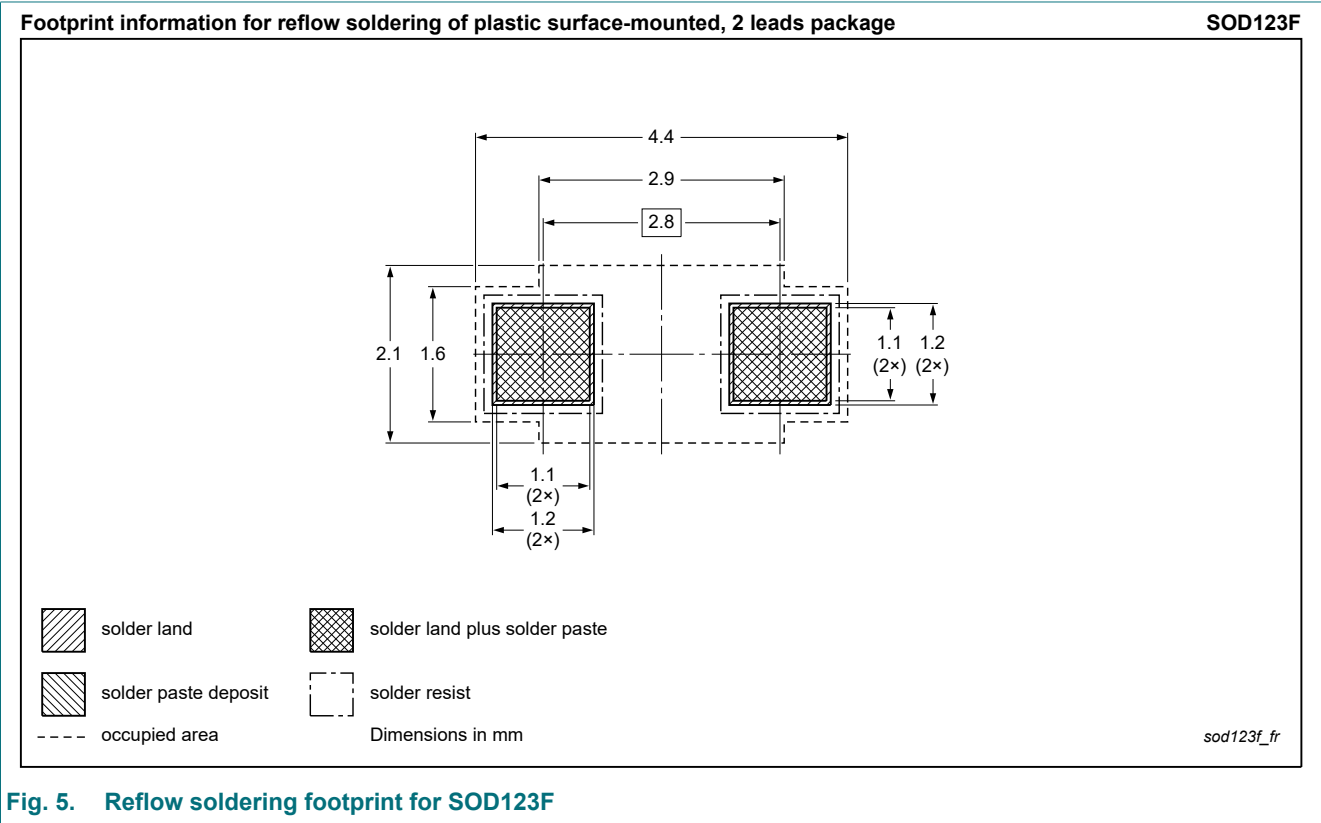 Footprint information for reflow soldering of plastic surface-mounted, 2 leads package SOD123F
4.4
2.9
2.8
2.1 1.6
1.1 1.2
(2×) (2×)
1.1
(2×)
1.2
(2×)
solder land
solder land plus solder paste
solder paste deposit
solder resist
occupied area
Dimensions in mm
sod123f_fr
Fig. 5. Reflow soldering footprint for SOD123F